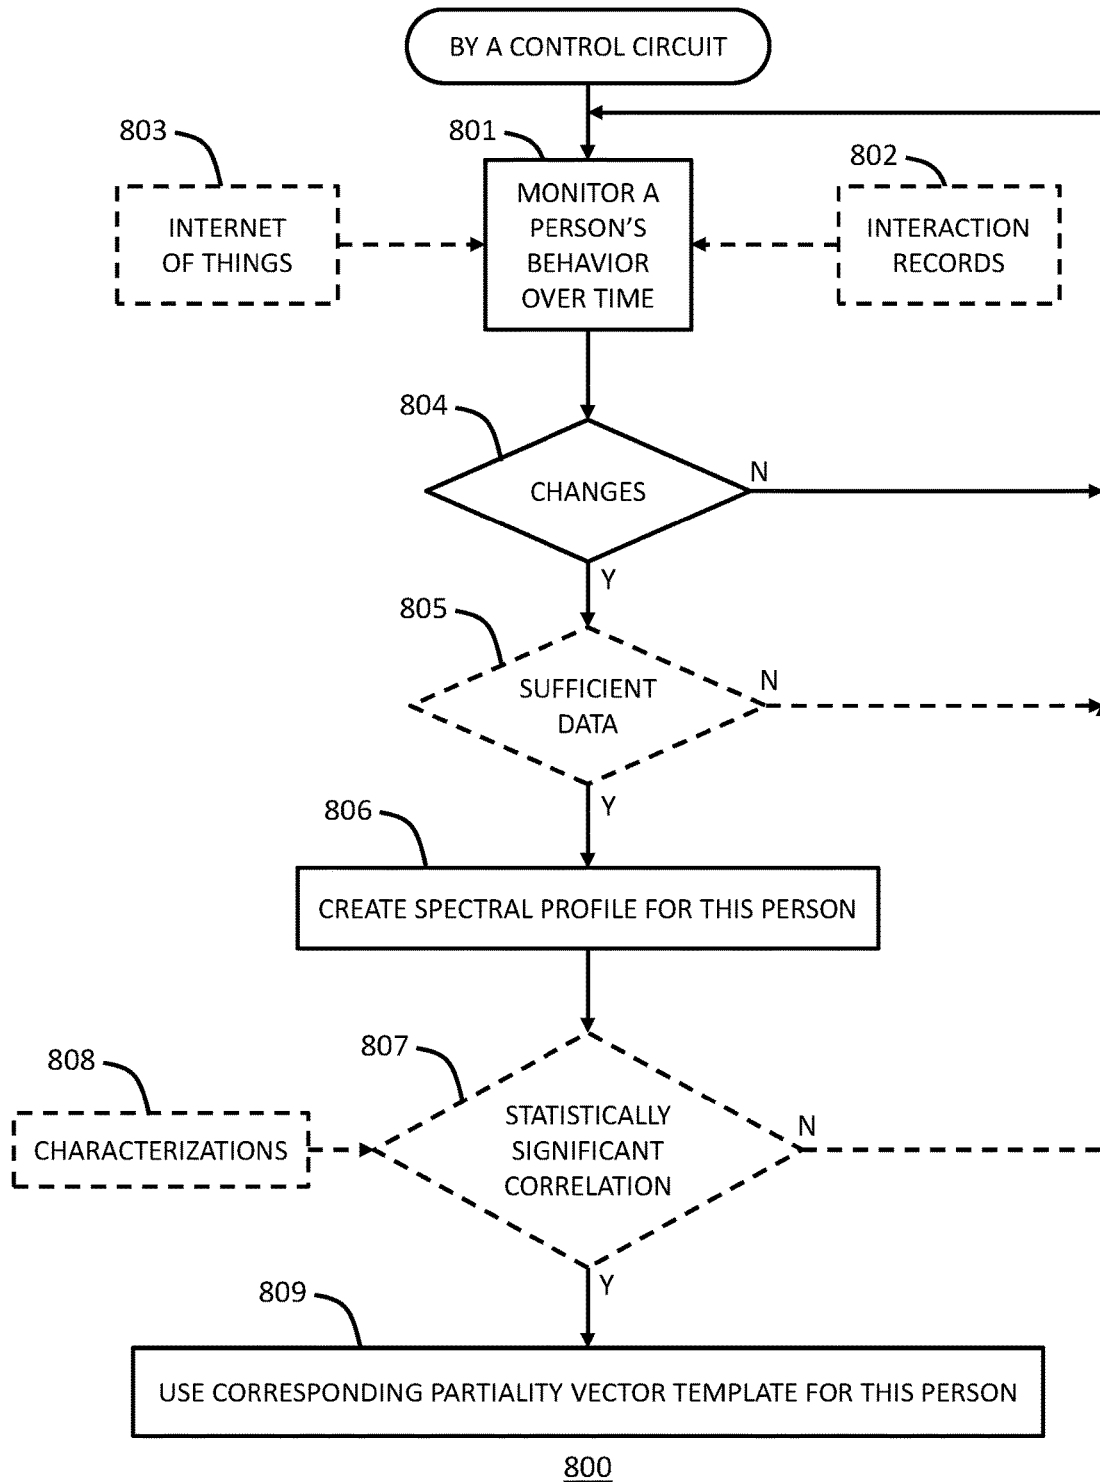 BY A CONTROL CIRCUIT
803
801
802
INTERNET
OF THINGS
MONITOR A
PERSON'S
BEHAVIOR
OVER TIME
INTERACTION
RECORDS
804
CHANGES
N
Y
805
SUFFICIENT
DATA
N
Y
806
CREATE SPECTRAL PROFILE FOR THIS PERSON
808
807
CHARACTERIZATIONS
STATISTICALLY
SIGNIFICANT
CORRELATION
N
Y
809
USE CORRESPONDING PARTIALITY VECTOR TEMPLATE FOR THIS PERSON
800